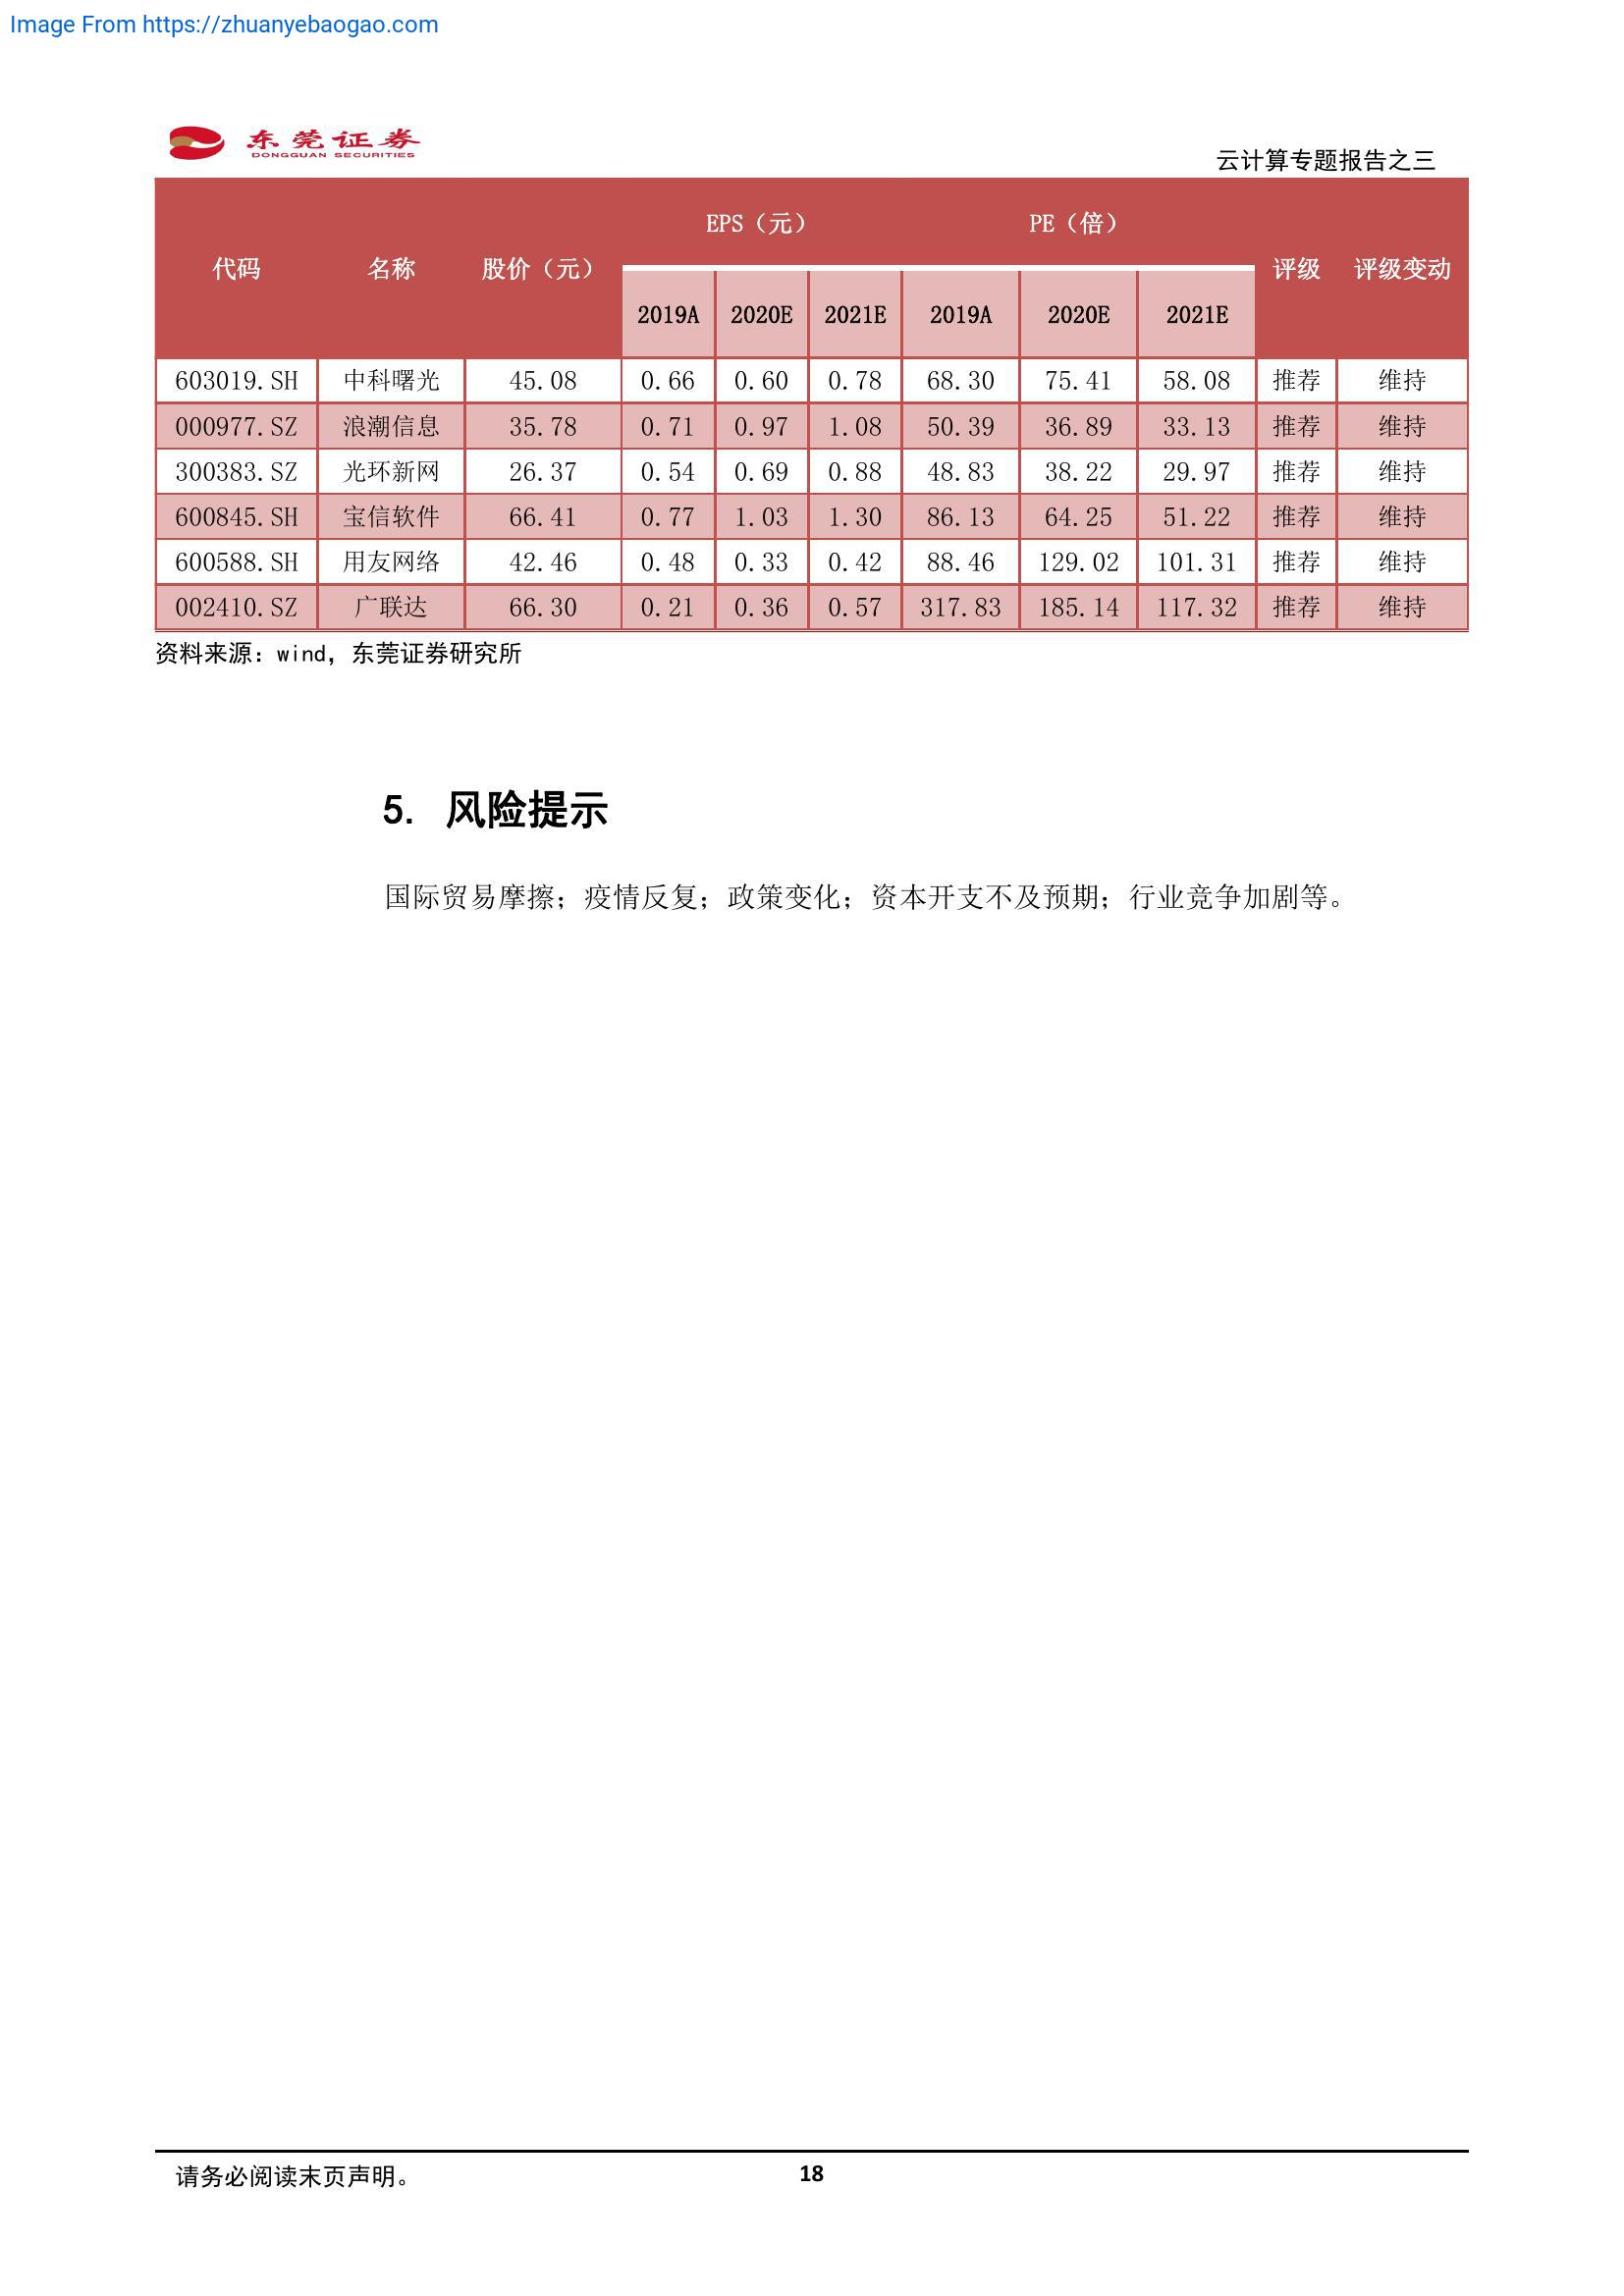 Image From https://zhuanyebaogao.com
东莞证券
DONGGUAN SECURITIES
云计算专题报告之三
代码 名称 股价（元） EPS（元） PE（倍） 评级 评级变动
2019A 2020E 2021E 2019A 2020E 2021E
603019.SH 中科曙光 45.08 0.66 0.60 0.78 68.30 75.41 58.08 推荐 维持
000977.SZ 浪潮信息 35.78 0.71 0.97 1.08 50.39 36.89 33.13 推荐 维持
300383.SZ 光环新网 26.37 0.54 0.69 0.88 48.83 38.22 29.97 推荐 维持
600845.SH 宝信软件 66.41 0.77 1.03 1.30 86.13 64.25 51.22 推荐 维持
600588.SH 用友网络 42.46 0.48 0.33 0.42 88.46 129.02 101.31 推荐 维持
002410.SZ 广联达 66.30 0.21 0.36 0.57 317.83 185.14 117.32 推荐 维持
资料来源：wind，东莞证券研究所
5. 风险提示
国际贸易摩擦；疫情反复；政策变化；资本开支不及预期；行业竞争加剧等。
请务必阅读末页声明。
18